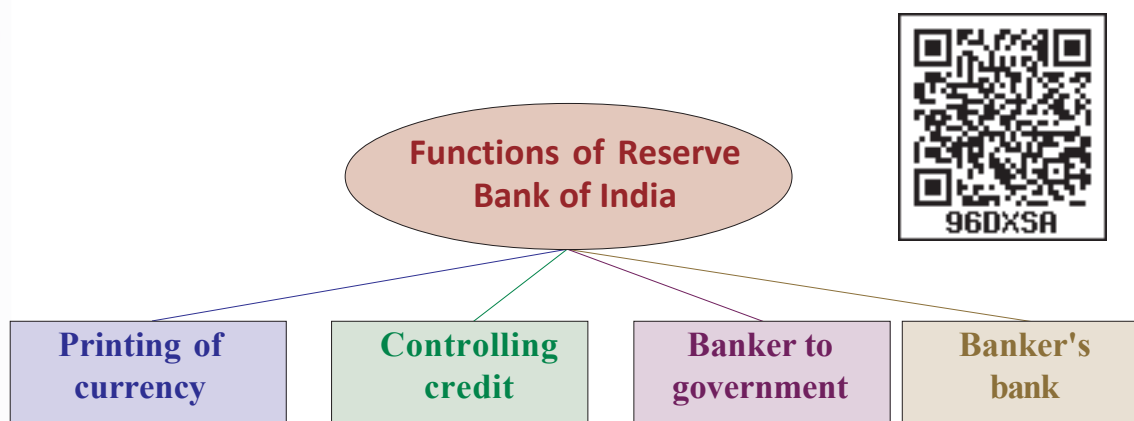 Functions of Reserve
Bank of India
96DXSA
Printing of
currency
Controlling
credit
Banker to
government
Banker's
bank